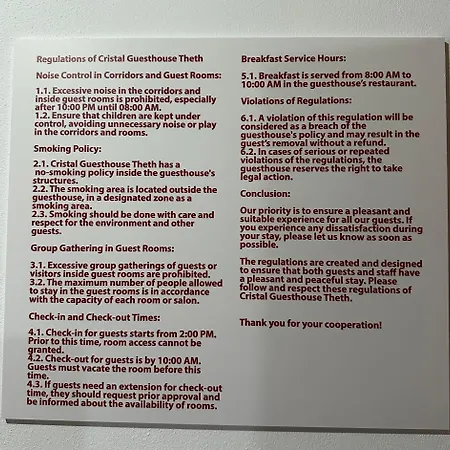 Regulations of Cristal Guesthouse Theth
Noise Control in Corridors and Guest Rooms:
1.1. Excessive noise in the corridors and
inside guest rooms is prohibited, especially
after 10:00 PM until 08:00 AM.
1.2. Ensure that children are kept under
control, avoiding unnecessary noise or play
in the corridors and rooms.
Smoking Policy:
2.1. Cristal Guesthouse Theth has a
no-smoking policy inside the guesthouse's
structures.
2.2. The smoking area is located outside the
guesthouse, in a designated zone as a
smoking area.
2.3. Smoking should be done with care and
respect for the environment and other
guests.
Group Gathering in Guest Rooms:
3.1. Excessive group gatherings of guests or
visitors inside guest rooms are prohibited.
3.2. The maximum number of people allowed
to stay in the guest rooms is in accordance
with the capacity of each room or salon.
Check-in and Check-out Times:
4.1. Check-in for guests starts from 2:00 PM.
Prior to this time, room access cannot be
granted.
4.2. Check-out for guests is by 10:00 AM.
Guests must vacate the room before this
time.
4.3. If guests need an extension for check-out
time, they should request prior approval and
be informed about the availability of rooms.
Breakfast Service Hours:
5.1. Breakfast is served from 8:00 AM to
10:00 AM in the guesthouse's restaurant.
Violations of Regulations:
6.1. A violation of this regulation will be
considered as a breach of the
guesthouse's policy and may result in the
guest's removal without a refund.
6.2. In cases of serious or repeated
violations of the regulations, the
guesthouse reserves the right to take
legal action.
Conclusion:
Our priority is to ensure a pleasant and
suitable experience for all our guests. If
you experience any dissatisfaction during
your stay, please let us know as soon as
possible.
The regulations are created and designed
to ensure that both guests and staff have
a pleasant and peaceful stay. Please
follow and respect these regulations of
Cristal Guesthouse Theth.
Thank you for your cooperation!